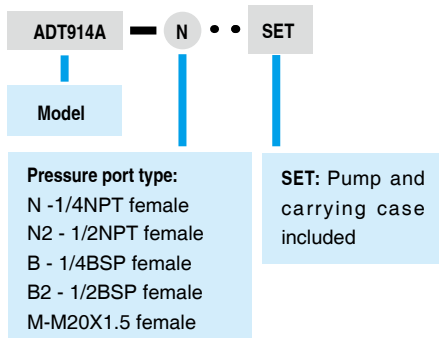 ADT914A — N • • SET
Model
Pressure port type:
N -1/4NPT female
N2 - 1/2NPT female
B - 1/4BSP female
B2 - 1/2BSP female
M-M20X1.5 female
SET: Pump and
carrying case
included